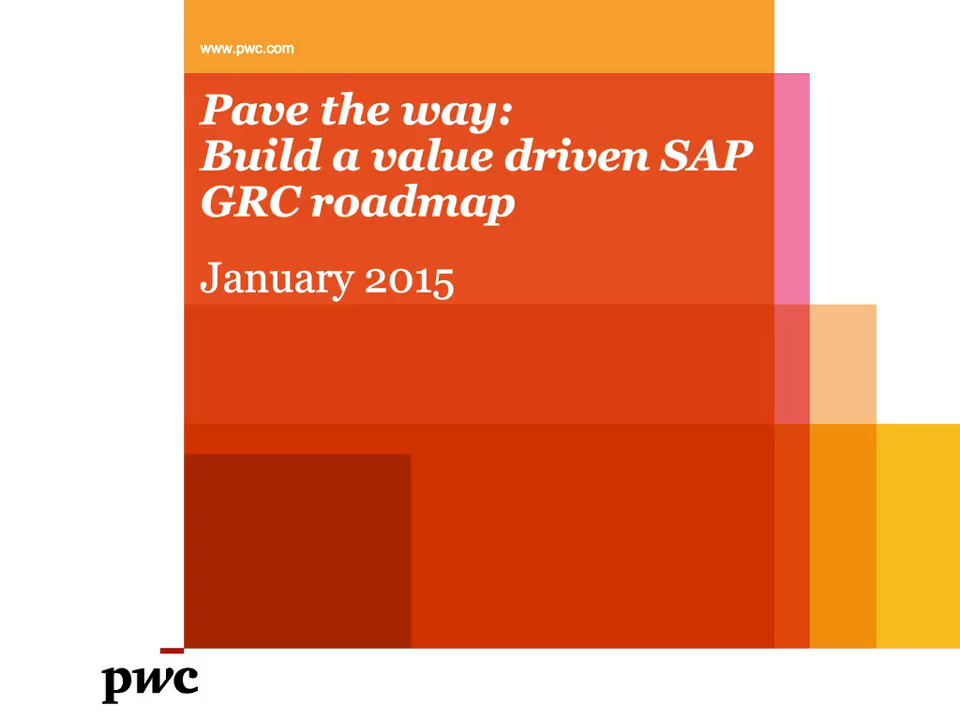 www.pwc.com
Pave the way:
Build a value driven SAP
GRC roadmap
January 2015
pwc